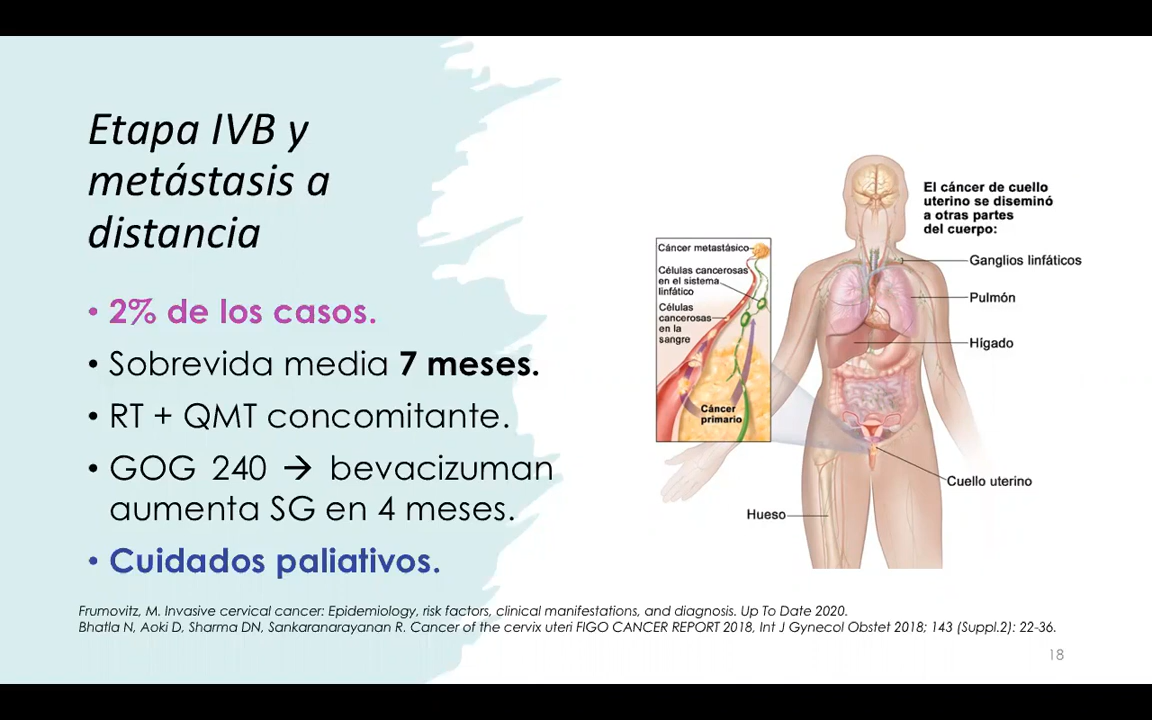 Etapa IVB y
metástasis a
distancia
• 2% de los casos.
• Sobrevida media 7 meses.
• RT + QMT concomitante.
• GOG 240 → bevacizuman
aumenta SG en 4 meses.
• Cuidados paliativos.
El cáncer de cuello
uterino se diseminó
a otras partes
del cuerpo:
Cáncer metastásico
Células cancerosas
en el sistema
linfático
Células
cancerosas
en la
sangre
Cáncer
primario
Ganglios linfáticos
Pulmón
Hígado
Cuello uterino
Hueso
Frumovitz, M. Invasive cervical cancer: Epidemiology, risk factors, clinical manifestations, and diagnosis. Up To Date 2020.
Bhatla N, Aoki D, Sharma DN, Sankaranarayanan R. Cancer of the cervix uteri FIGO CANCER REPORT 2018, Int J Gynecol Obstet 2018; 143 (Suppl.2): 22-36.
18